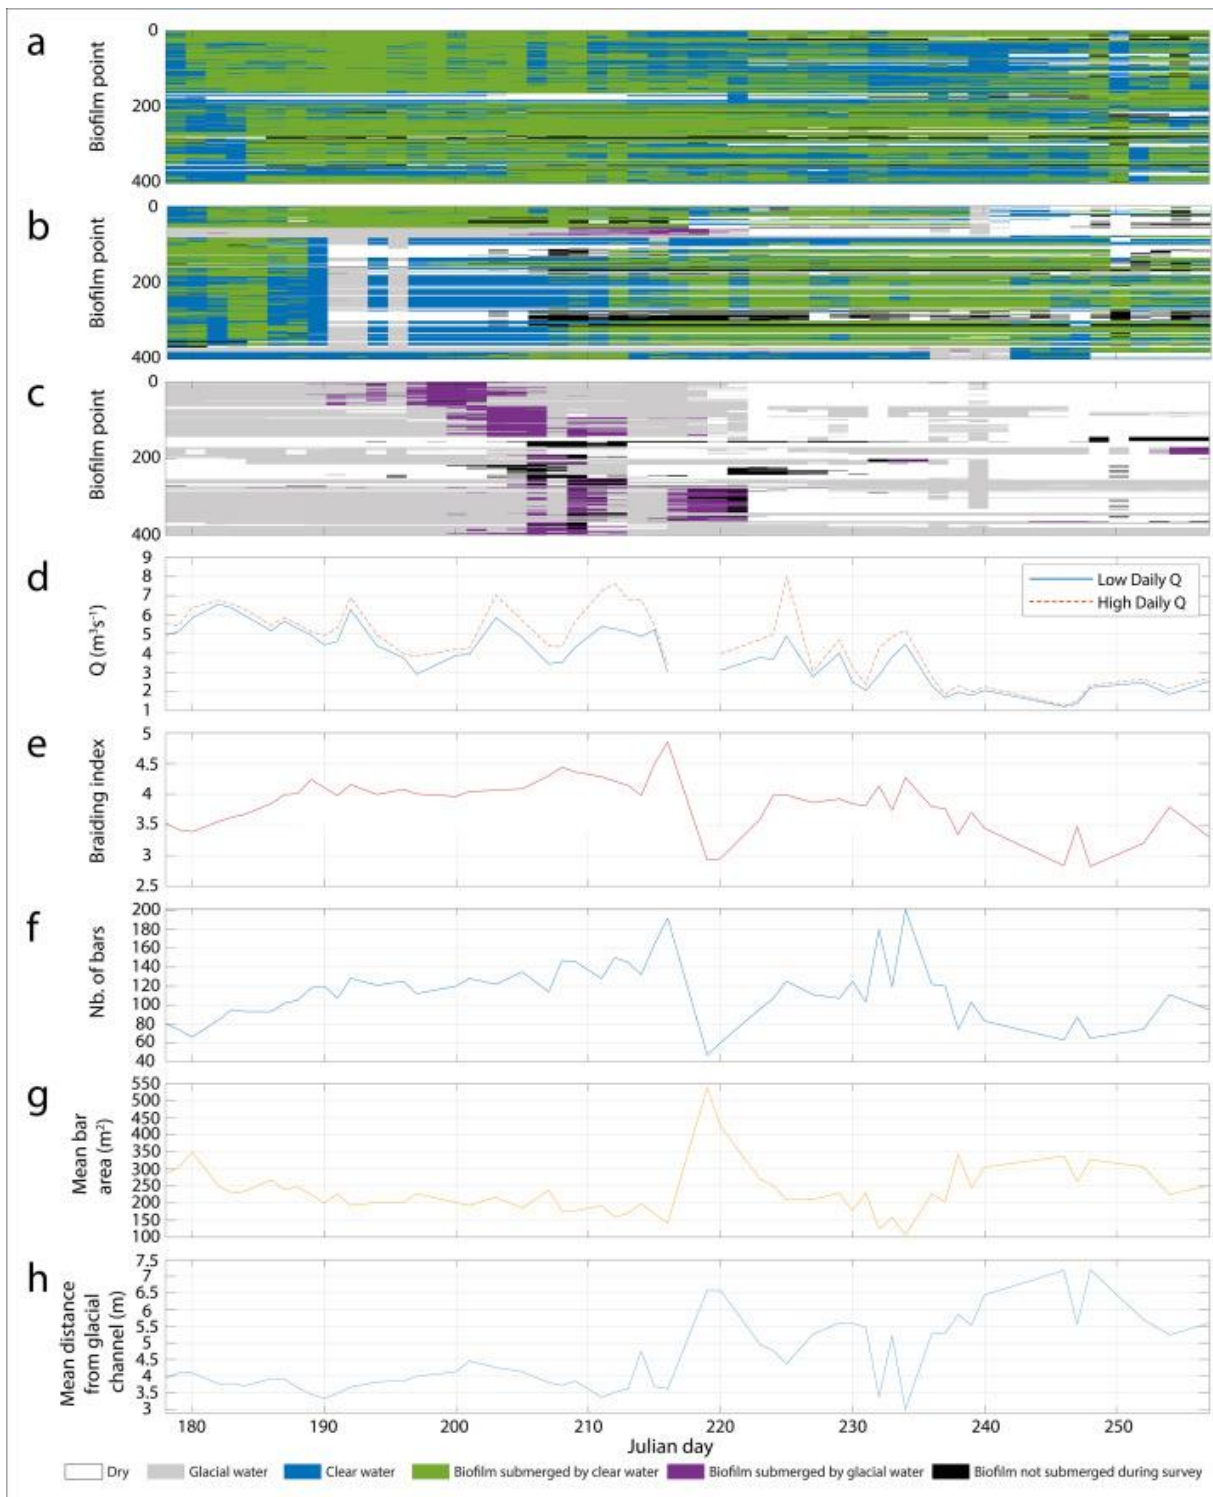 a
Biofilm point
0
200
400
b
Biofilm point
0
200
400
c
Biofilm point
0
200
400
d
Q (m³s⁻¹)
9
8
7
6
5
4
3
2
1
Low Daily Q
High Daily Q
e
Braiding index
5
4.5
4
3.5
3
2.5
f
Nb. of bars
200
180
160
140
120
100
80
60
40
g
Mean bar
area (m²)
550
500
450
400
350
300
250
200
150
100
h
Mean distance
from glacial
channel (m)
7.5
7
6.5
6
5.5
5
4.5
4
3.5
3
180 190 200 210 220 230 240 250
Julian day
Dry Glacial water Clear water Biofilm submerged by clear water Biofilm submerged by glacial water Biofilm not submerged during survey